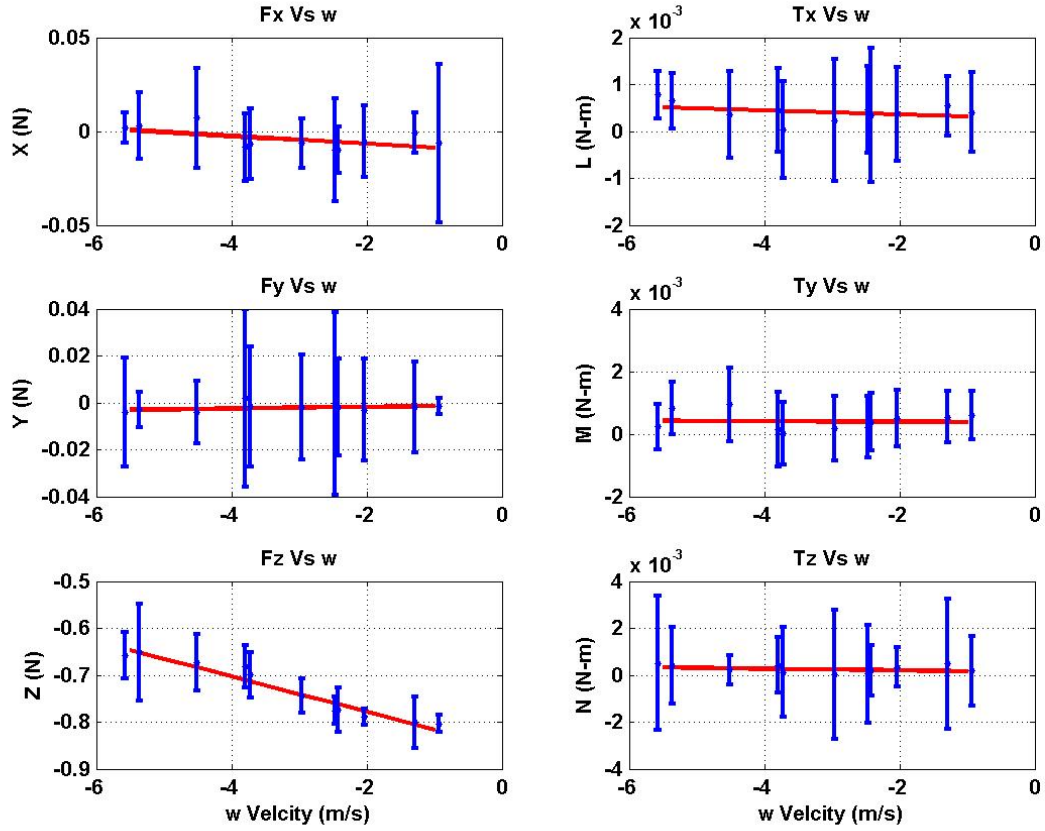 Fx Vs w
0.05
0
-0.05
X (N)
-6 -4 -2 0
Tx Vs w
x 10-3
2
1
0
-1
-2
L (N-m)
-6 -4 -2 0
Fy Vs w
0.04
0.02
0
-0.02
-0.04
Y (N)
-6 -4 -2 0
Ty Vs w
x 10-3
4
2
0
-2
M (N-m)
-6 -4 -2 0
Fz Vs w
-0.5
-0.6
-0.7
-0.8
-0.9
Z (N)
-6 -4 -2 0
w Velcity (m/s)
Tz Vs w
x 10-3
4
2
0
-2
-4
N (N-m)
-6 -4 -2 0
w Velcity (m/s)